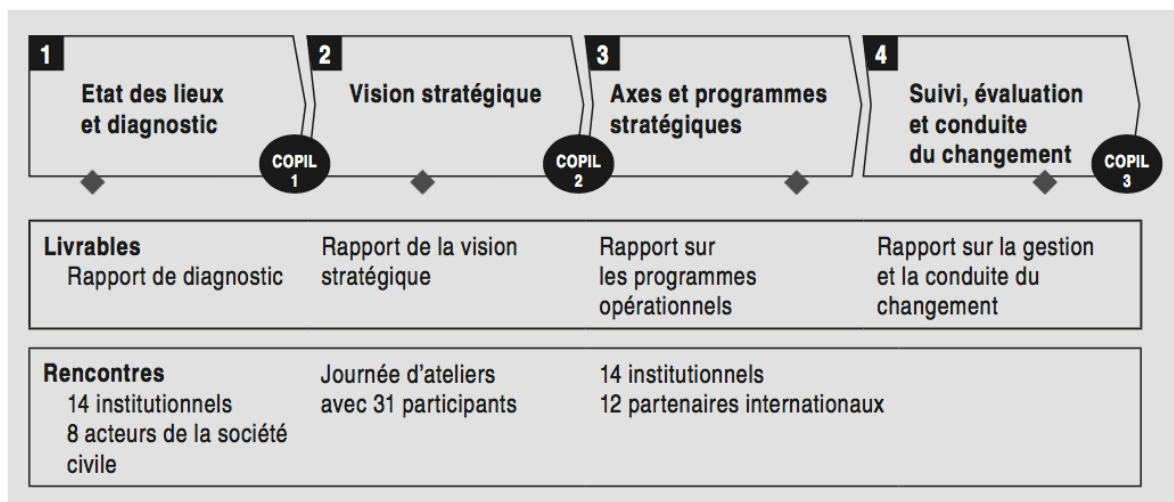 1
Etat des lieux
et diagnostic
COPIL
1
2
Vision stratégique
COPIL
2
3
Axes et programmes
stratégiques
4
Suivi, évaluation
et conduite
du changement
COPIL
3
Livrables
Rapport de diagnostic
Rapport de la vision
stratégique
Rapport sur
les programmes
opérationnels
Rapport sur la gestion
et la conduite du
changement
Rencontres
14 institutionnels
8 acteurs de la société
civile
Journée d'ateliers
avec 31 participants
14 institutionnels
12 partenaires internationaux